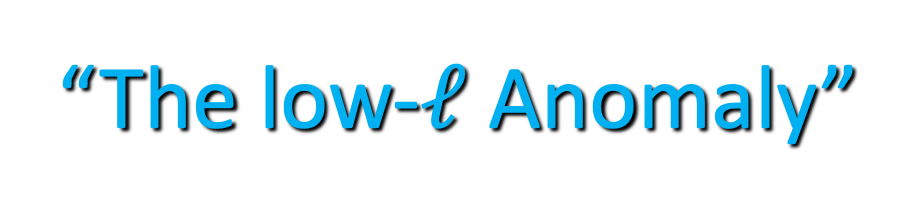 “The low-ℓ Anomaly”